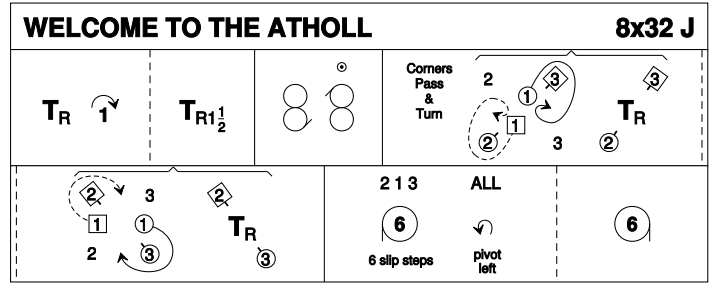 WELCOME TO THE ATHOLL 8x32 J
TR 1 TR1½
Corners
Pass
&
Turn
2 3 3
1 TR
1
2 3 2
2 3 2
1 1 TR
2 3 3
2 1 3 ALL
6 6
6 slip steps
pivot
left